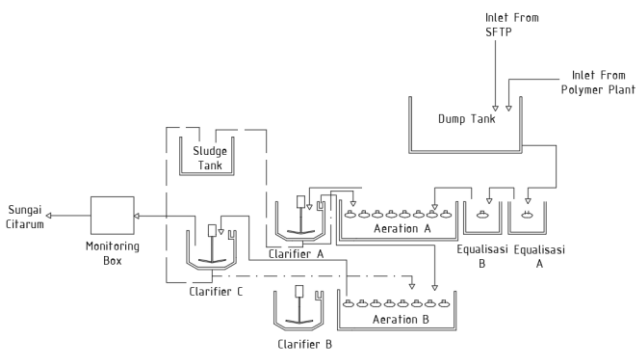 Inlet From
SFTP
Inlet From
Polymer Plant
Dump Tank
Sludge
Tank
Sungai
Citarum
Monitoring
Box
Clarifier A
Aeration A
Equalisasi
B
Equalisasi
A
Clarifier C
Aeration B
Clarifier B